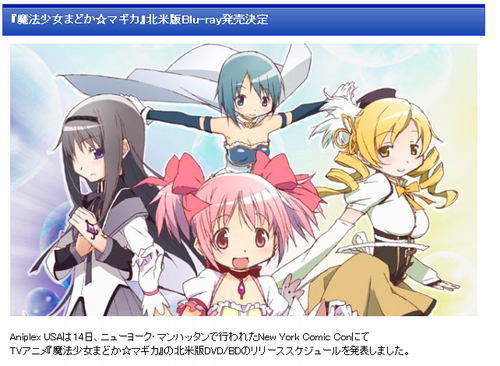 『魔法少女まどか☆マギカ』北米版Blu-ray発売決定
Aniplex USAは14日、ニューヨーク・マンハッタンで行われたNew York Comic Conにて
TVアニメ『魔法少女まどか☆マギカ』の北米版DVD/BDのリリーススケジュールを発表しました。